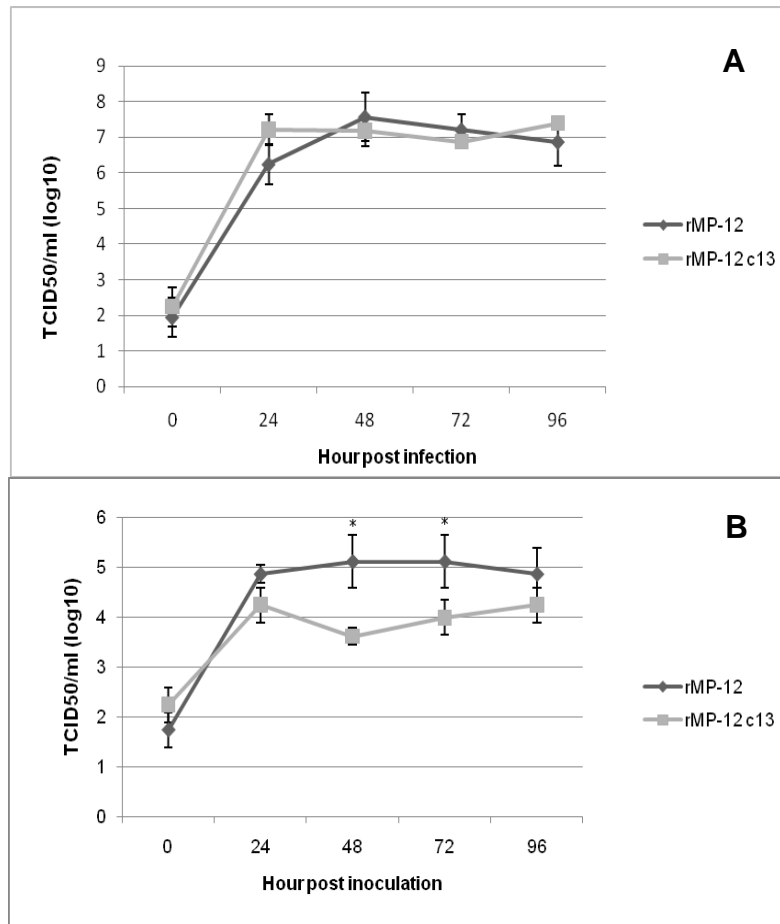 A
9
8
7
6
5
4
3
2
1
0
TCID50/ml (log10)
0 24 48 72 96
Hour post infection
rMP-12
rMP-12 c13
B
6
5
4
3
2
1
0
TCID50/ml (log10)
* *
0 24 48 72 96
Hour post inoculation
rMP-12
rMP-12 c13